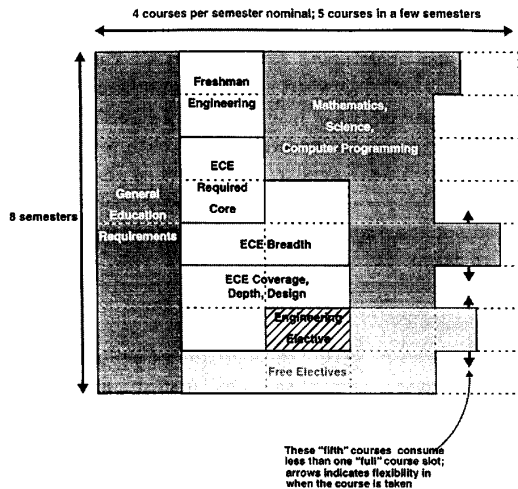 4 courses per semester nominal; 5 courses in a few semesters
Freshman
Engineering
Mathematics,
Science,
Computer Programming
ECE
Required
Core
General
Education
Requirements
8 semesters
ECE Breadth
ECE Coverage,
Depth, Design
Engineering
Elective
Free Electives
These "fifth" courses consume
less than one "full" course slot;
arrows indicates flexibility in
when the course is taken